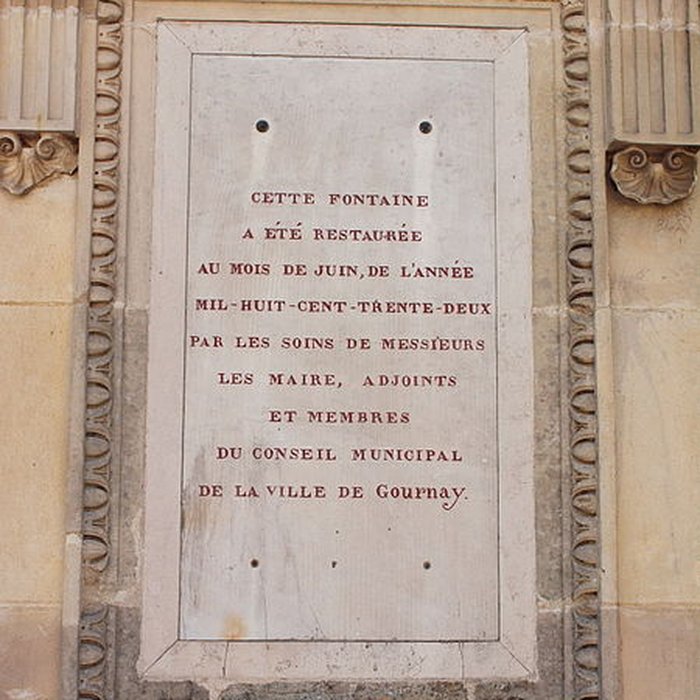 CETTE FONTAINE
A ÉTÉ RESTAURÉE
AU MOIS DE JUIN, DE L'ANNÉE
MIL-HUIT-CENT-TRENTE-DEUX
PAR LES SOINS DE MESSIEURS
LES MAIRE, ADJOINTS
ET MEMBRES
DU CONSEIL MUNICIPAL
DE LA VILLE DE Gournay.